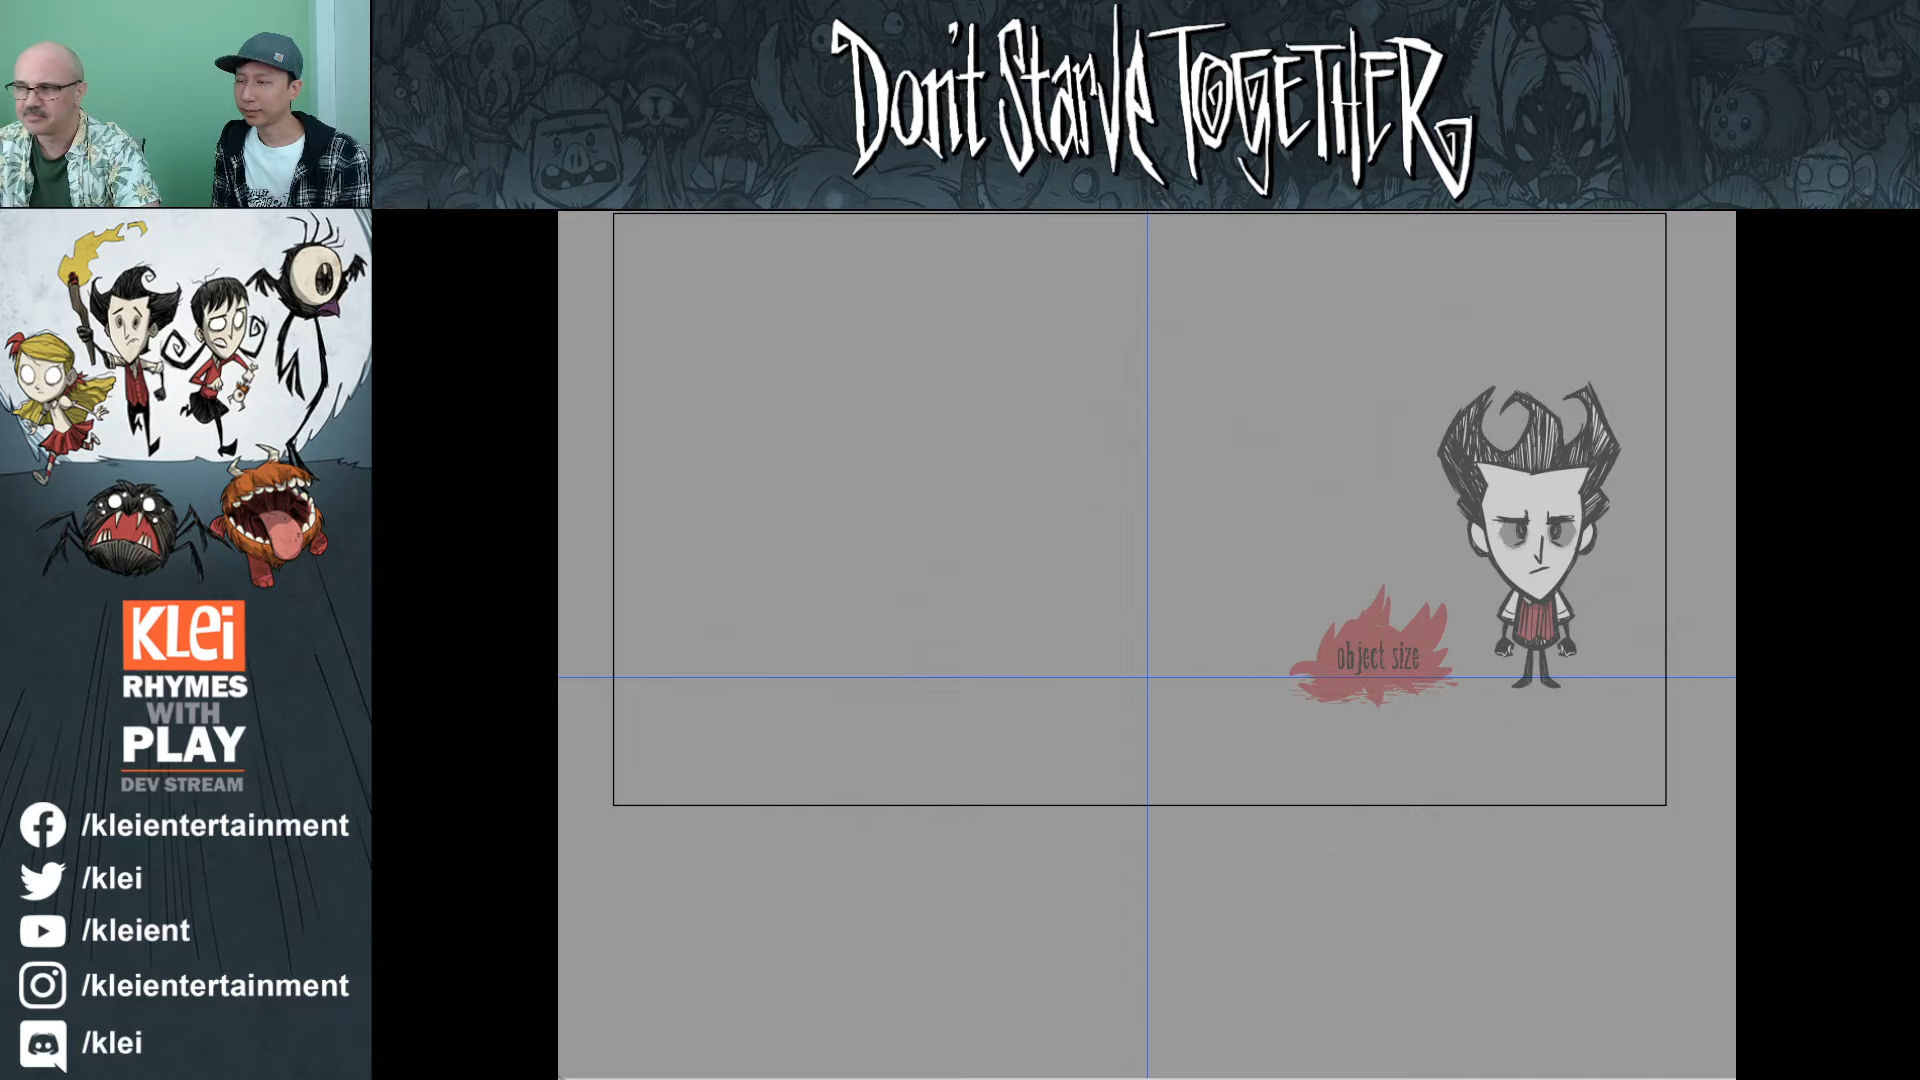 Don't Starve TOGETHER
object size
KLei
RHYMES
WITH
PLAY
DEV STREAM
/kleientertainment
/klei
/kleient
/kleientertainment
/klei